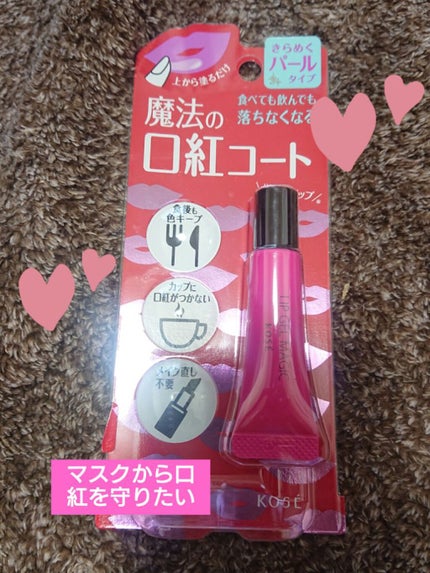 きらめく
パール
タイプ
上から塗るだけ
食べても飲んでも
落ちなくなる
魔法の
口紅コート
食後も
色キープ
カップに
口紅がつかない
メイク直し
不要
LIP GEL MAGIC
KOSÉ
マスクから口
紅を守りたい
KOSÉ